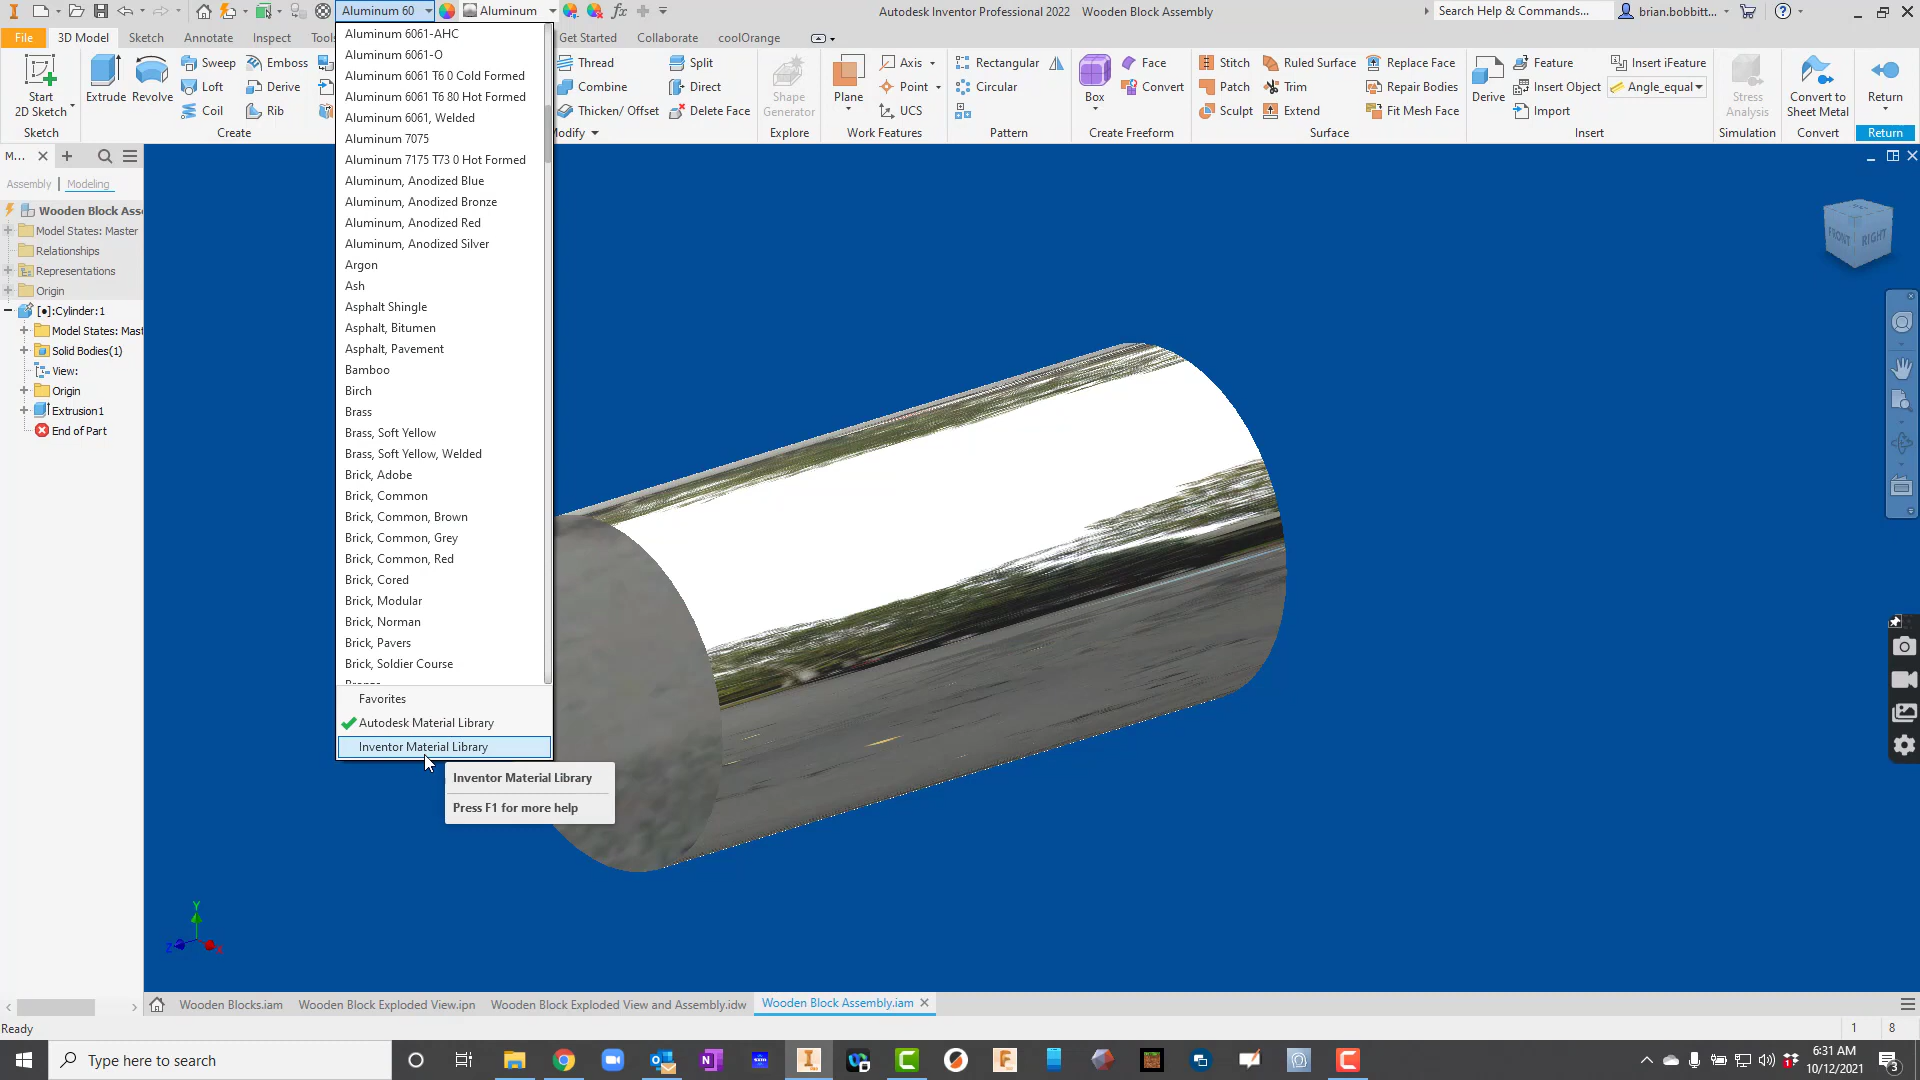 Aluminum 60
Aluminum
Autodesk Inventor Professional 2022 Wooden Block Assembly
Search Help & Commands...
brian.bobbitt...
File
3D Model
Sketch
Annotate
Inspect
Tools
Get Started
Collaborate
coolOrange
Start
2D Sketch
Extrude
Revolve
Sweep
Loft
Coil
Emboss
Derive
Rib
Thread
Combine
Thicken/ Offset
Split
Direct
Delete Face
Shape
Generator
Plane
Axis
Point
UCS
Rectangular
Circular
Box
Face
Convert
Stitch
Patch
Sculpt
Ruled Surface
Trim
Extend
Replace Face
Repair Bodies
Fit Mesh Face
Derive
Feature
Insert Object
Import
Insert iFeature
Angle_equal
Stress
Analysis
Convert to
Sheet Metal
Return
Sketch
Create
Modify
Explore
Work Features
Pattern
Create Freeform
Surface
Insert
Simulation
Convert
Return
M...
Assembly
Modeling
Wooden Block Ass
Model States: Master
Relationships
Representations
Origin
[●]:Cylinder:1
Model States: Mast
Solid Bodies(1)
View:
Origin
Extrusion1
End of Part
Aluminum 6061-AHC
Aluminum 6061-O
Aluminum 6061 T6 0 Cold Formed
Aluminum 6061 T6 80 Hot Formed
Aluminum 6061, Welded
Aluminum 7075
Aluminum 7175 T73 0 Hot Formed
Aluminum, Anodized Blue
Aluminum, Anodized Bronze
Aluminum, Anodized Red
Aluminum, Anodized Silver
Argon
Ash
Asphalt Shingle
Asphalt, Bitumen
Asphalt, Pavement
Bamboo
Birch
Brass
Brass, Soft Yellow
Brass, Soft Yellow, Welded
Brick, Adobe
Brick, Common
Brick, Common, Brown
Brick, Common, Grey
Brick, Common, Red
Brick, Cored
Brick, Modular
Brick, Norman
Brick, Pavers
Brick, Soldier Course
Bronze
Favorites
Autodesk Material Library
Inventor Material Library
Inventor Material Library
Press F1 for more help
FRONT
RIGHT
Y
Z
X
Wooden Blocks.iam
Wooden Block Exploded View.ipn
Wooden Block Exploded View and Assembly.idw
Wooden Block Assembly.iam
Ready
1
8
Type here to search
6:31 AM
10/12/2021
3